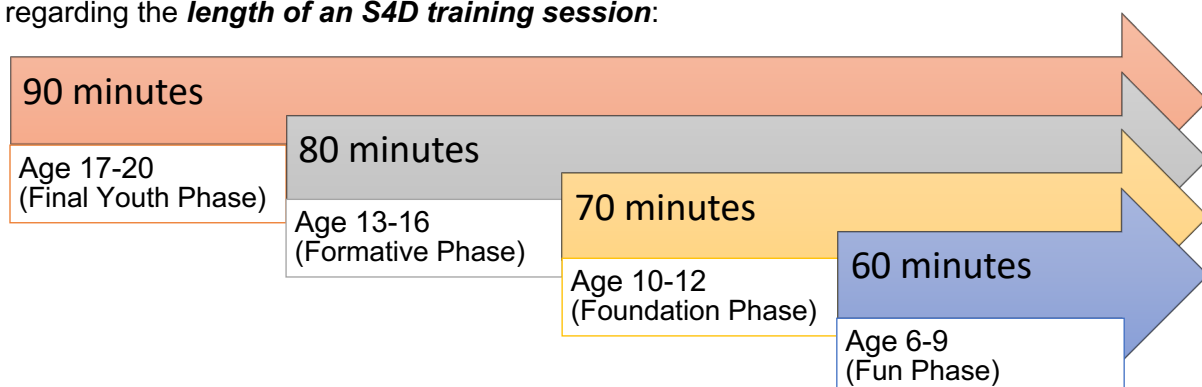 regarding the length of an S4D training session:
90 minutes
Age 17-20
(Final Youth Phase)
80 minutes
Age 13-16
(Formative Phase)
70 minutes
Age 10-12
(Foundation Phase)
60 minutes
Age 6-9
(Fun Phase)